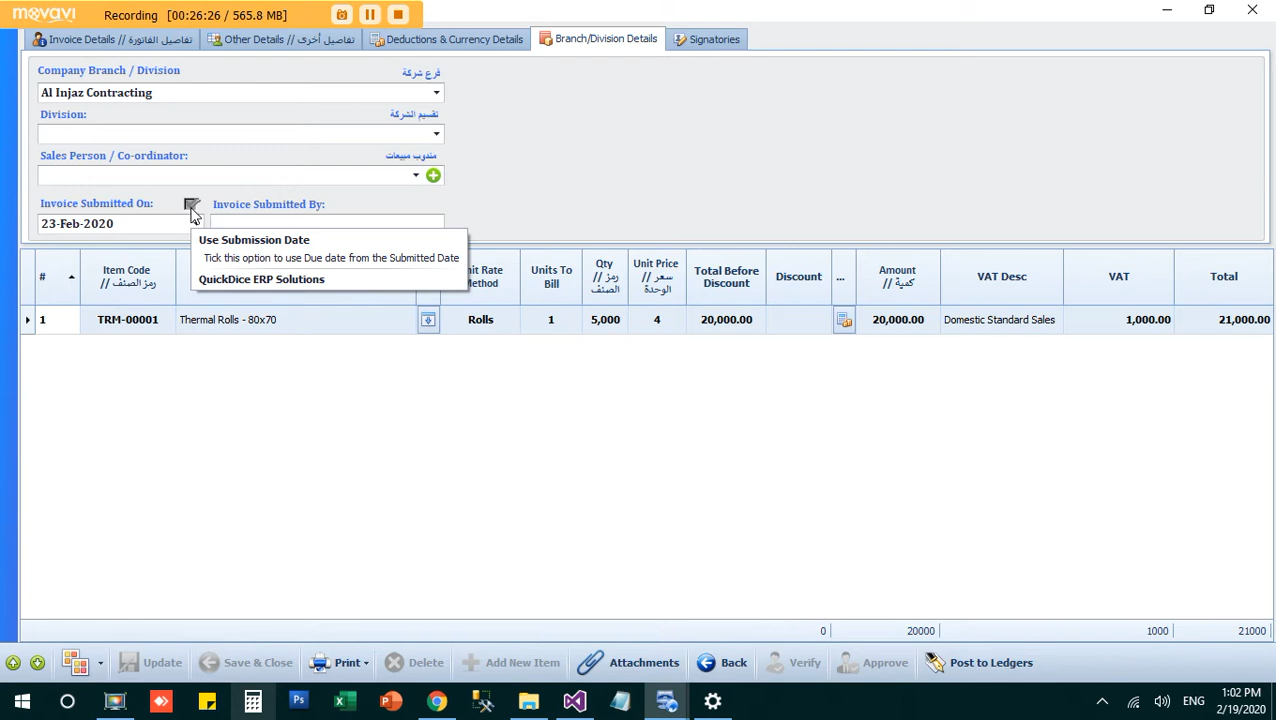 movavi
Recording (00:26:26 / 565.8 MB)
Invoice Details // تفاصيل الفاتورة
Other Details // تفاصيل أخرى
Deductions & Currency Details
Branch/Division Details
Signatories
Company Branch / Division
فرع شركة
Al Injaz Contracting
Division:
تقسيم الشركة
Sales Person / Co-ordinator:
مندوب مبيعات
Invoice Submitted On:
Invoice Submitted By:
23-Feb-2020
Use Submission Date
Tick this option to use Due date from the Submitted Date
QuickDice ERP Solutions
#
Item Code
// رمز الصنف
nit Rate
Method
Units To
Bill
Qty
// رمز
الصنف
Unit Price
// سعر
الوحدة
Total Before
Discount
Discount
...
Amount
// كمية
VAT Desc
VAT
Total
1 TRM-00001 Thermal Rolls - 80x70 Rolls 1 5,000 4 20,000.00 20,000.00 Domestic Standard Sales 1,000.00 21,000.00
0 20000 1000 21000
Update
Save & Close
Print
Delete
Add New Item
Attachments
Back
Verify
Approve
Post to Ledgers
Ps
ENG
1:02 PM
2/19/2020